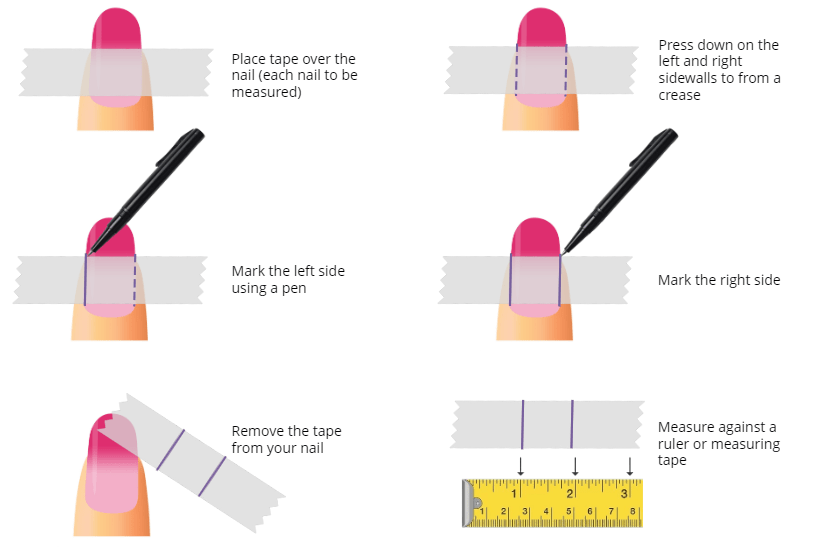 Place tape over the
nail (each nail to be
measured)
Press down on the
left and right
sidewalls to from a
crease
Mark the left side
using a pen
Mark the right side
Remove the tape
from your nail
Measure against a
ruler or measuring
tape
1 2 3
1 2 3 4 5 6 7 8